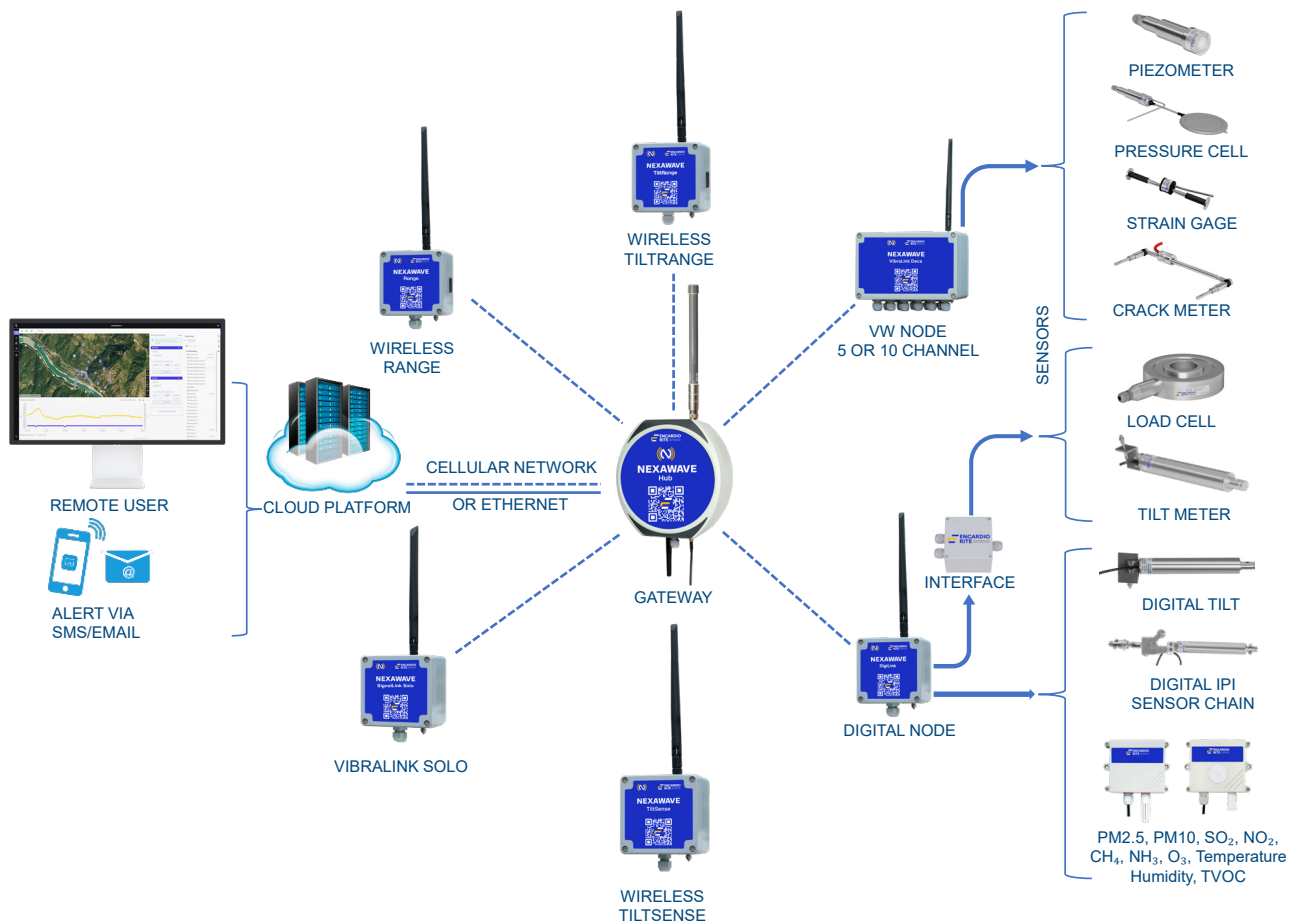 PIEZOMETER
PRESSURE CELL
STRAIN GAGE
CRACK METER
SENSORS
LOAD CELL
TILT METER
DIGITAL TILT
DIGITAL IPI
SENSOR CHAIN
PM2.5, PM10, SO₂, NO₂,
CH₄, NH₃, O₃, Temperature
Humidity, TVOC
ENCARDIO
RITE
NEXAWAVE
TiltRange
WIRELESS
TILTRANGE
NEXAWAVE
Range
WIRELESS
RANGE
NEXAWAVE
VibraLink Deca
VW NODE
5 OR 10 CHANNEL
REMOTE USER
@
ALERT VIA
SMS/EMAIL
CLOUD PLATFORM
CELLULAR NETWORK
OR ETHERNET
ENCARDIO
RITE
NEXAWAVE
Hub
GATEWAY
ENCARDIO
RITE
INTERFACE
NEXAWAVE
SignalLink Solo
VIBRALINK SOLO
NEXAWAVE
TiltSense
WIRELESS
TILTSENSE
NEXAWAVE
DigiLink
DIGITAL NODE